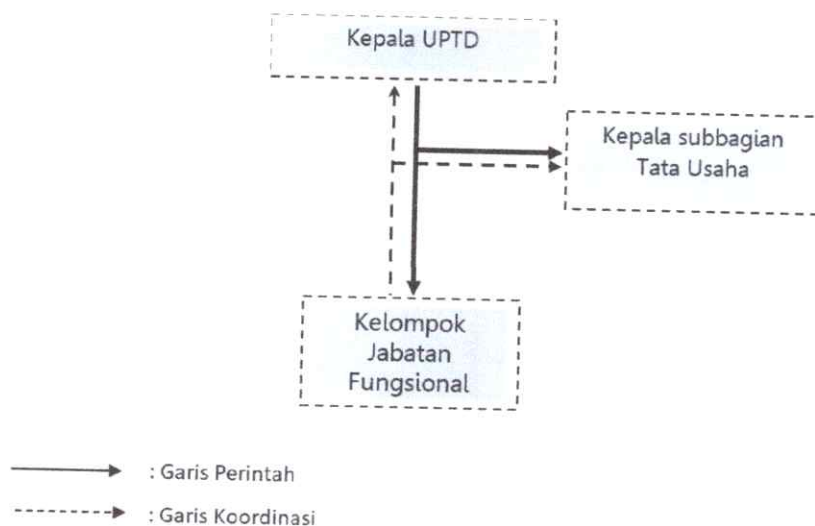 Kepala UPTD
Kepala subbagian
Tata Usaha
Kelompok
Jabatan
Fungsional
: Garis Perintah
: Garis Koordinasi